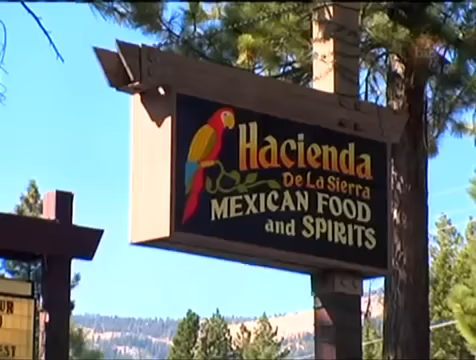 Hacienda
De La Sierra
MEXICAN FOOD
and SPIRITS